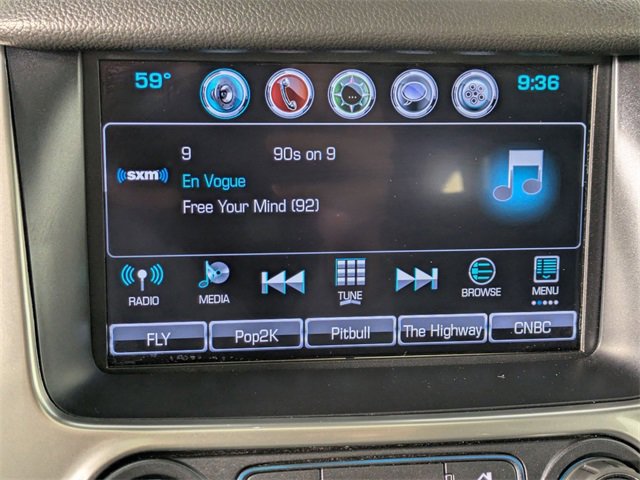 59° 9:36
9 90s on 9
((sxm))
En Vogue
Free Your Mind (92)
RADIO MEDIA TUNE BROWSE MENU
FLY Pop2K Pitbull The Highway CNBC